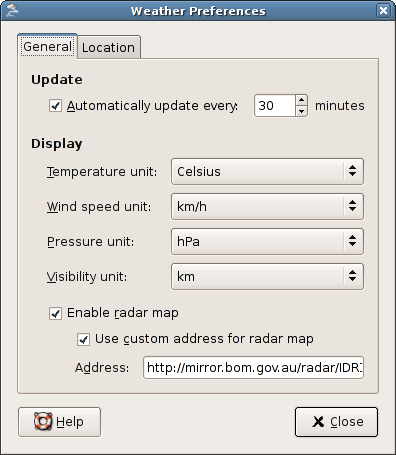 Weather Preferences
General Location
Update
Automatically update every: 30 minutes
Display
Temperature unit: Celsius
Wind speed unit: km/h
Pressure unit: hPa
Visibility unit: km
Enable radar map
Use custom address for radar map
Address: http://mirror.bom.gov.au/radar/IDR
Help Close